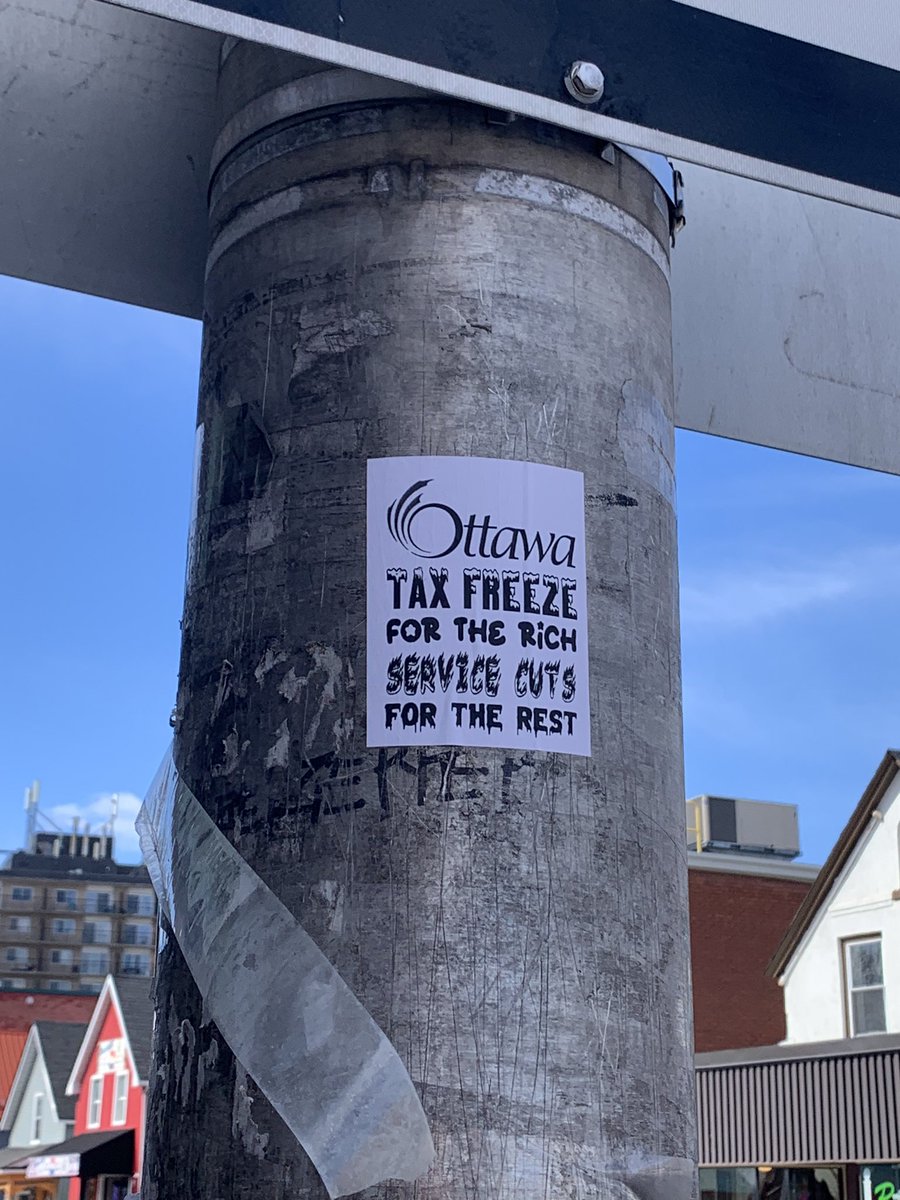 Ottawa
TAX FREEZE
FOR THE RiCH
SERVICE CUTS
FOR THE REST